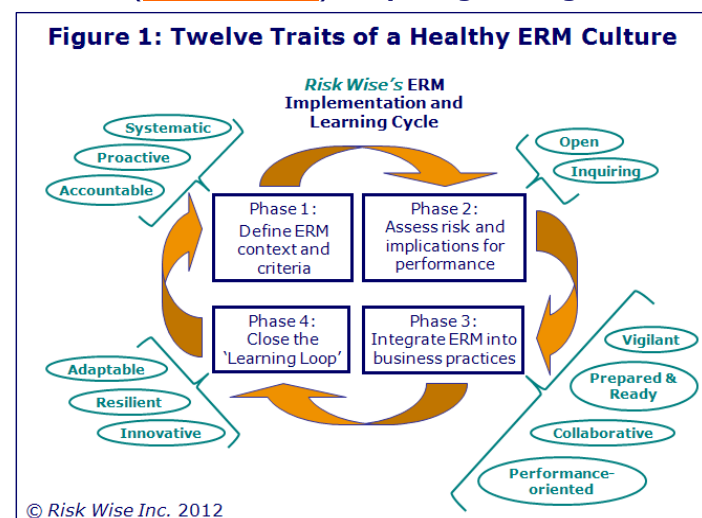 Figure 1: Twelve Traits of a Healthy ERM Culture
Risk Wise's ERM
Implementation and
Learning Cycle
Systematic
Proactive
Accountable
Open
Inquiring
Phase 1:
Define ERM
context and
criteria
Phase 2:
Assess risk and
implications for
performance
Phase 4:
Close the
'Learning Loop'
Phase 3:
Integrate ERM into
business practices
Adaptable
Resilient
Innovative
Vigilant
Prepared &
Ready
Collaborative
Performance-
oriented
© Risk Wise Inc. 2012